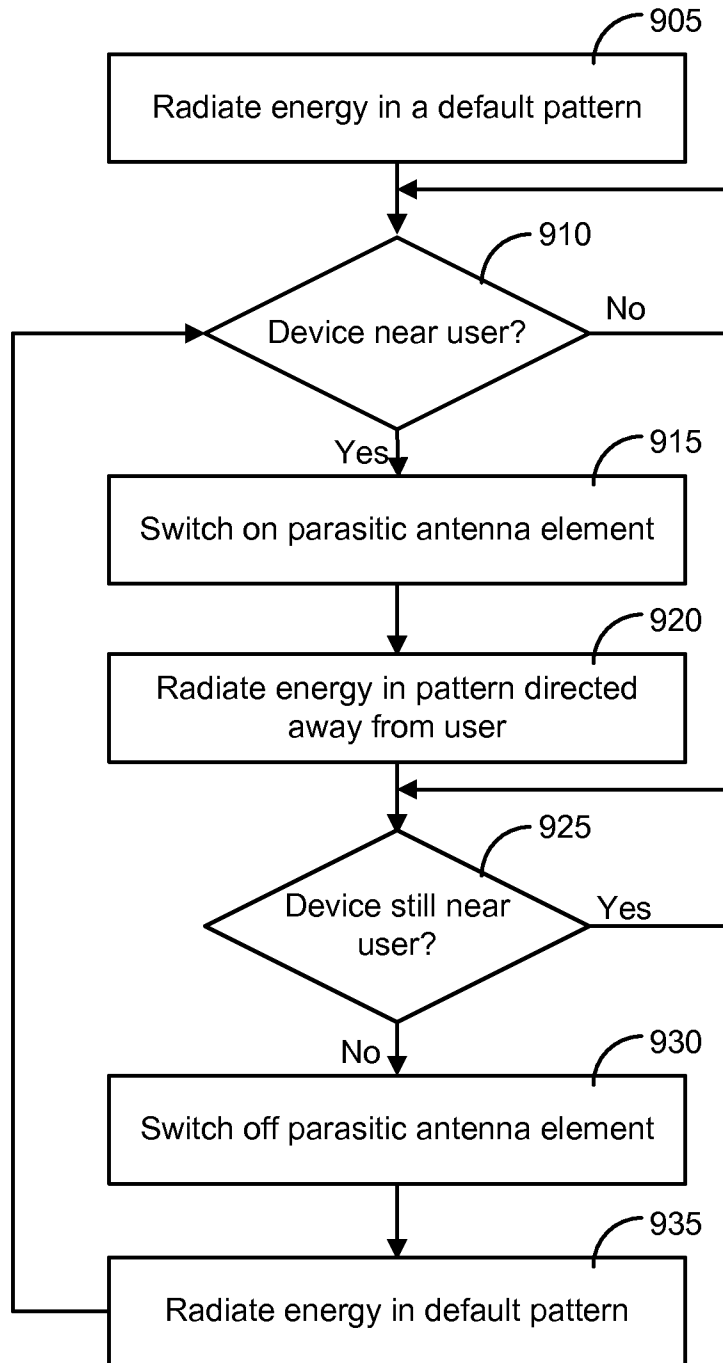 905
Radiate energy in a default pattern
910
Device near user?
No
Yes
915
Switch on parasitic antenna element
920
Radiate energy in pattern directed
away from user
925
Device still near
user?
Yes
No
930
Switch off parasitic antenna element
935
Radiate energy in default pattern